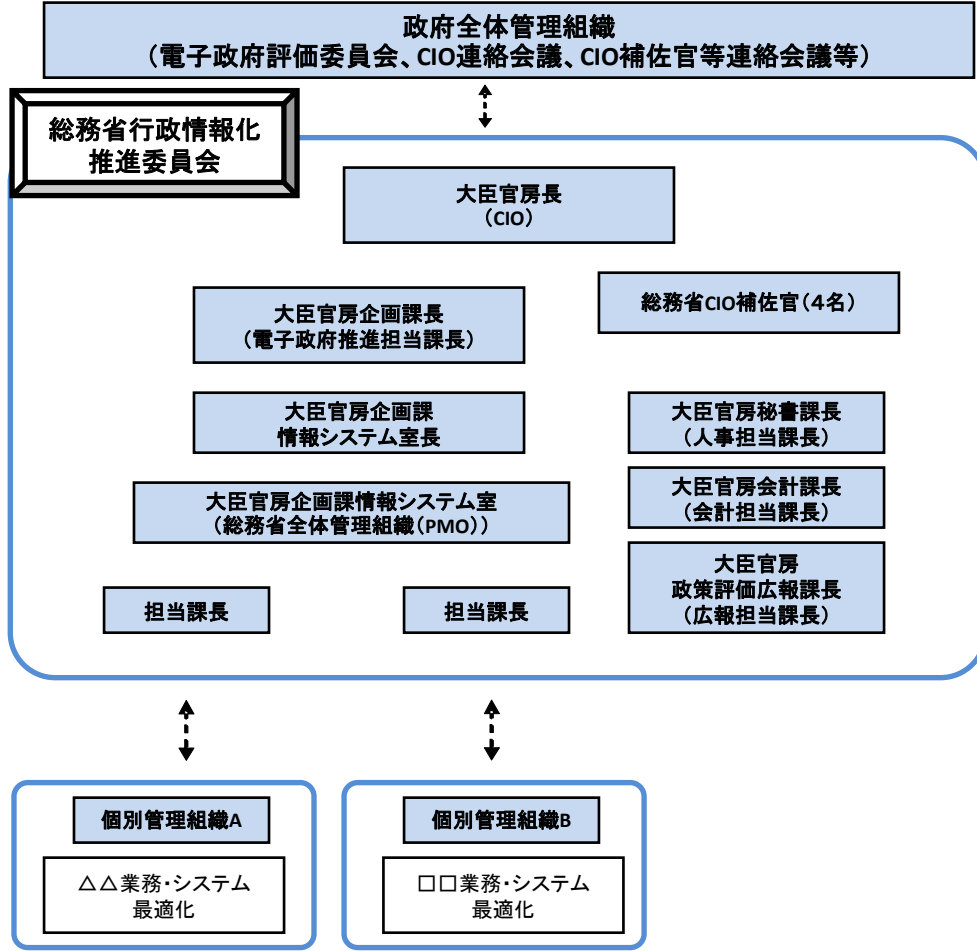 政府全体管理組織
（電子政府評価委員会、CIO連絡会議、CIO補佐官等連絡会議等）
総務省行政情報化
推進委員会
大臣官房長
（CIO）
総務省CIO補佐官（４名）
大臣官房企画課長
（電子政府推進担当課長）
大臣官房企画課
情報システム室長
大臣官房秘書課長
（人事担当課長）
大臣官房企画課情報システム室
（総務省全体管理組織（PMO））
大臣官房会計課長
（会計担当課長）
大臣官房
政策評価広報課長
（広報担当課長）
担当課長
担当課長
個別管理組織A
△△業務・システム
最適化
個別管理組織B
□□業務・システム
最適化